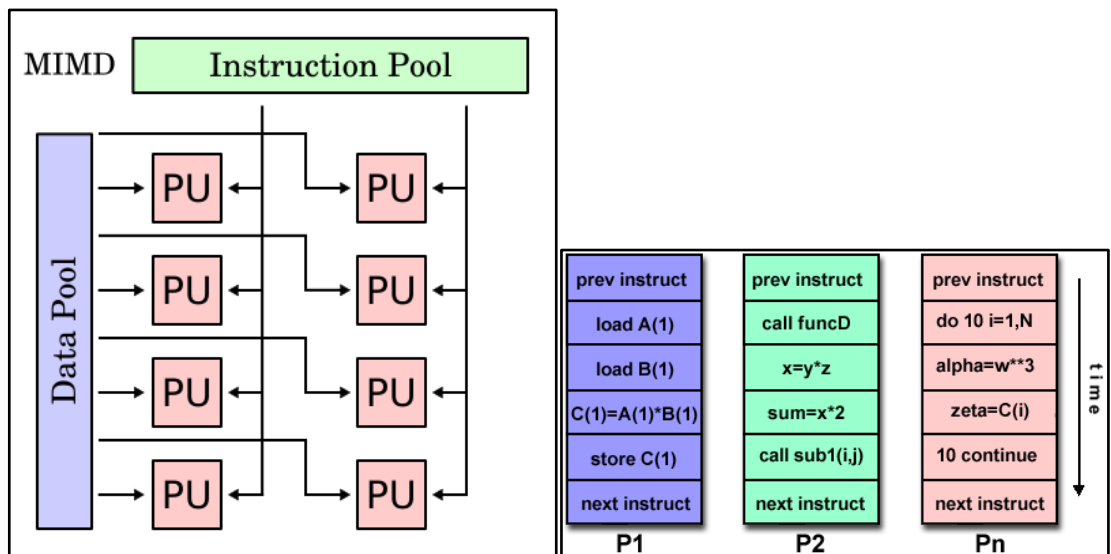 MIMD
Instruction Pool
Data Pool
PU
PU
PU
PU
PU
PU
PU
PU
prev instruct
load A(1)
load B(1)
C(1)=A(1)*B(1)
store C(1)
next instruct
P1
prev instruct
call funcD
x=y*z
sum=x*2
call sub1(i,j)
next instruct
P2
prev instruct
do 10 i=1,N
alpha=w**3
zeta=C(i)
10 continue
next instruct
Pn
time